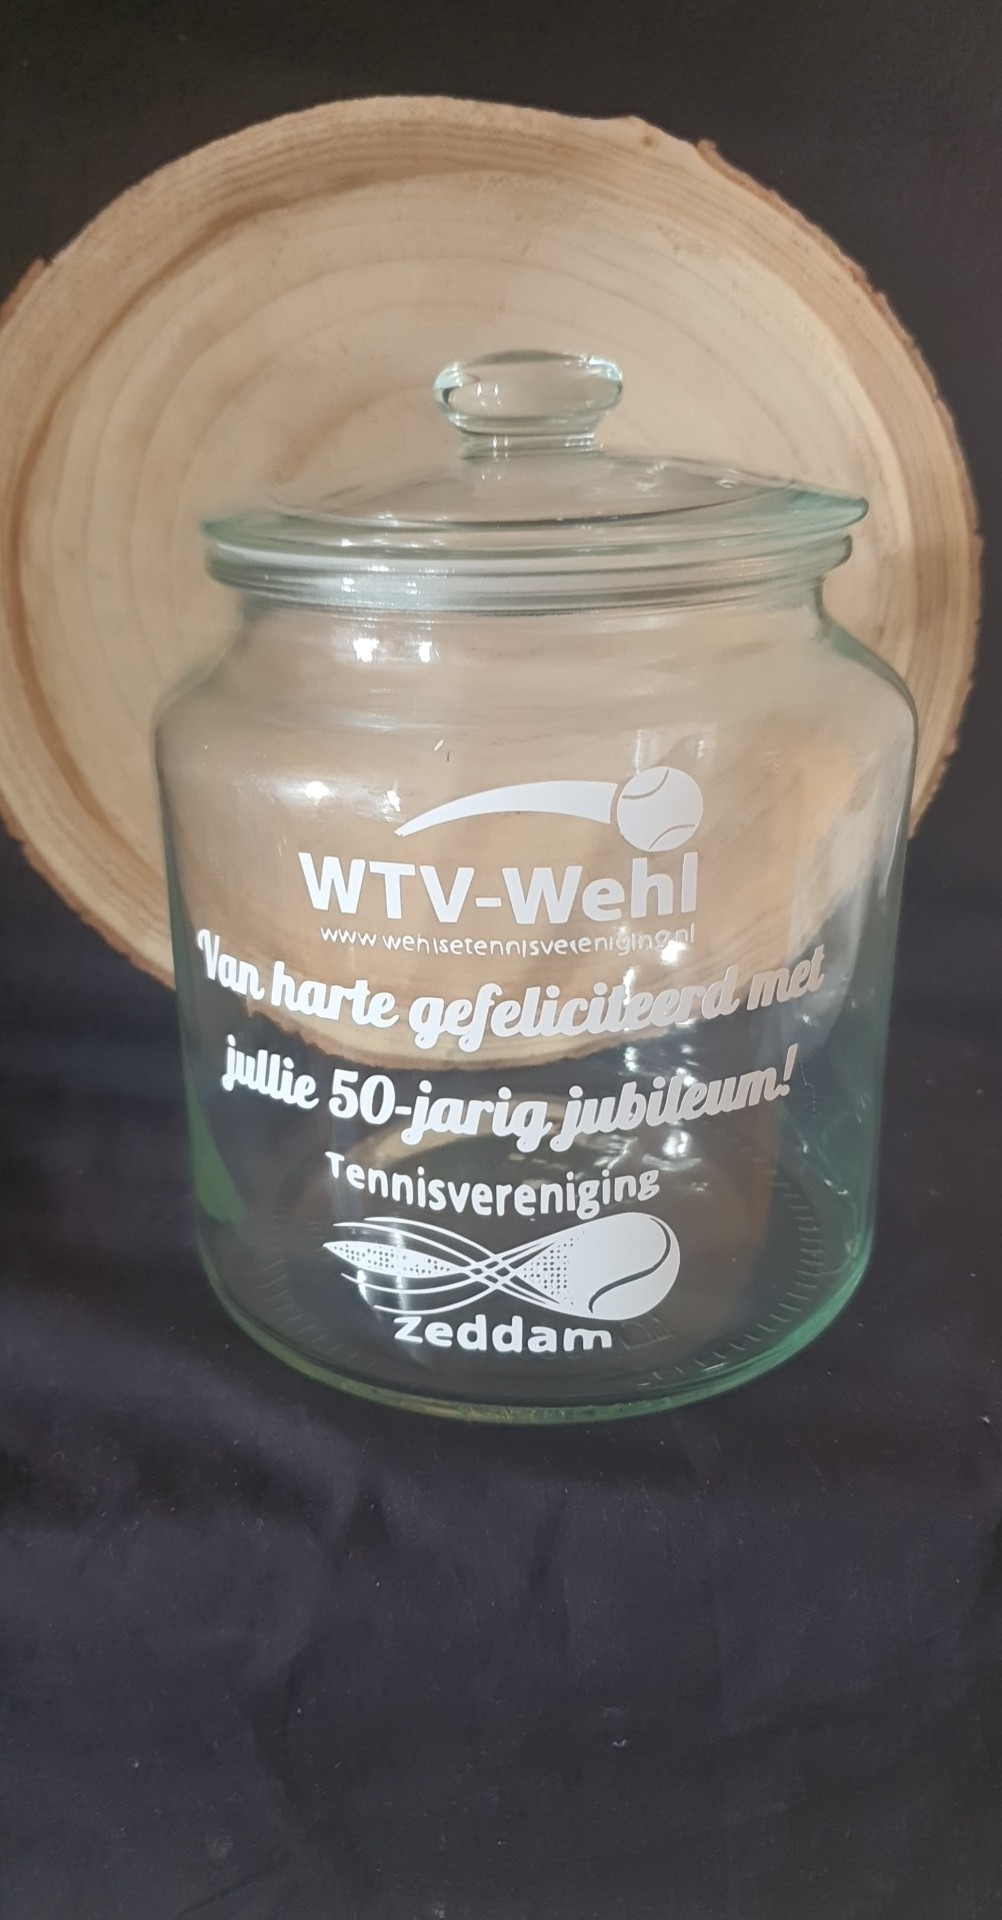 WTV-Wehl
www wehlsetennisvereniging.nl
Van harte gefeliciteerd met
jullie 50-jarig jubileum!
Tennisvereniging
Zeddam